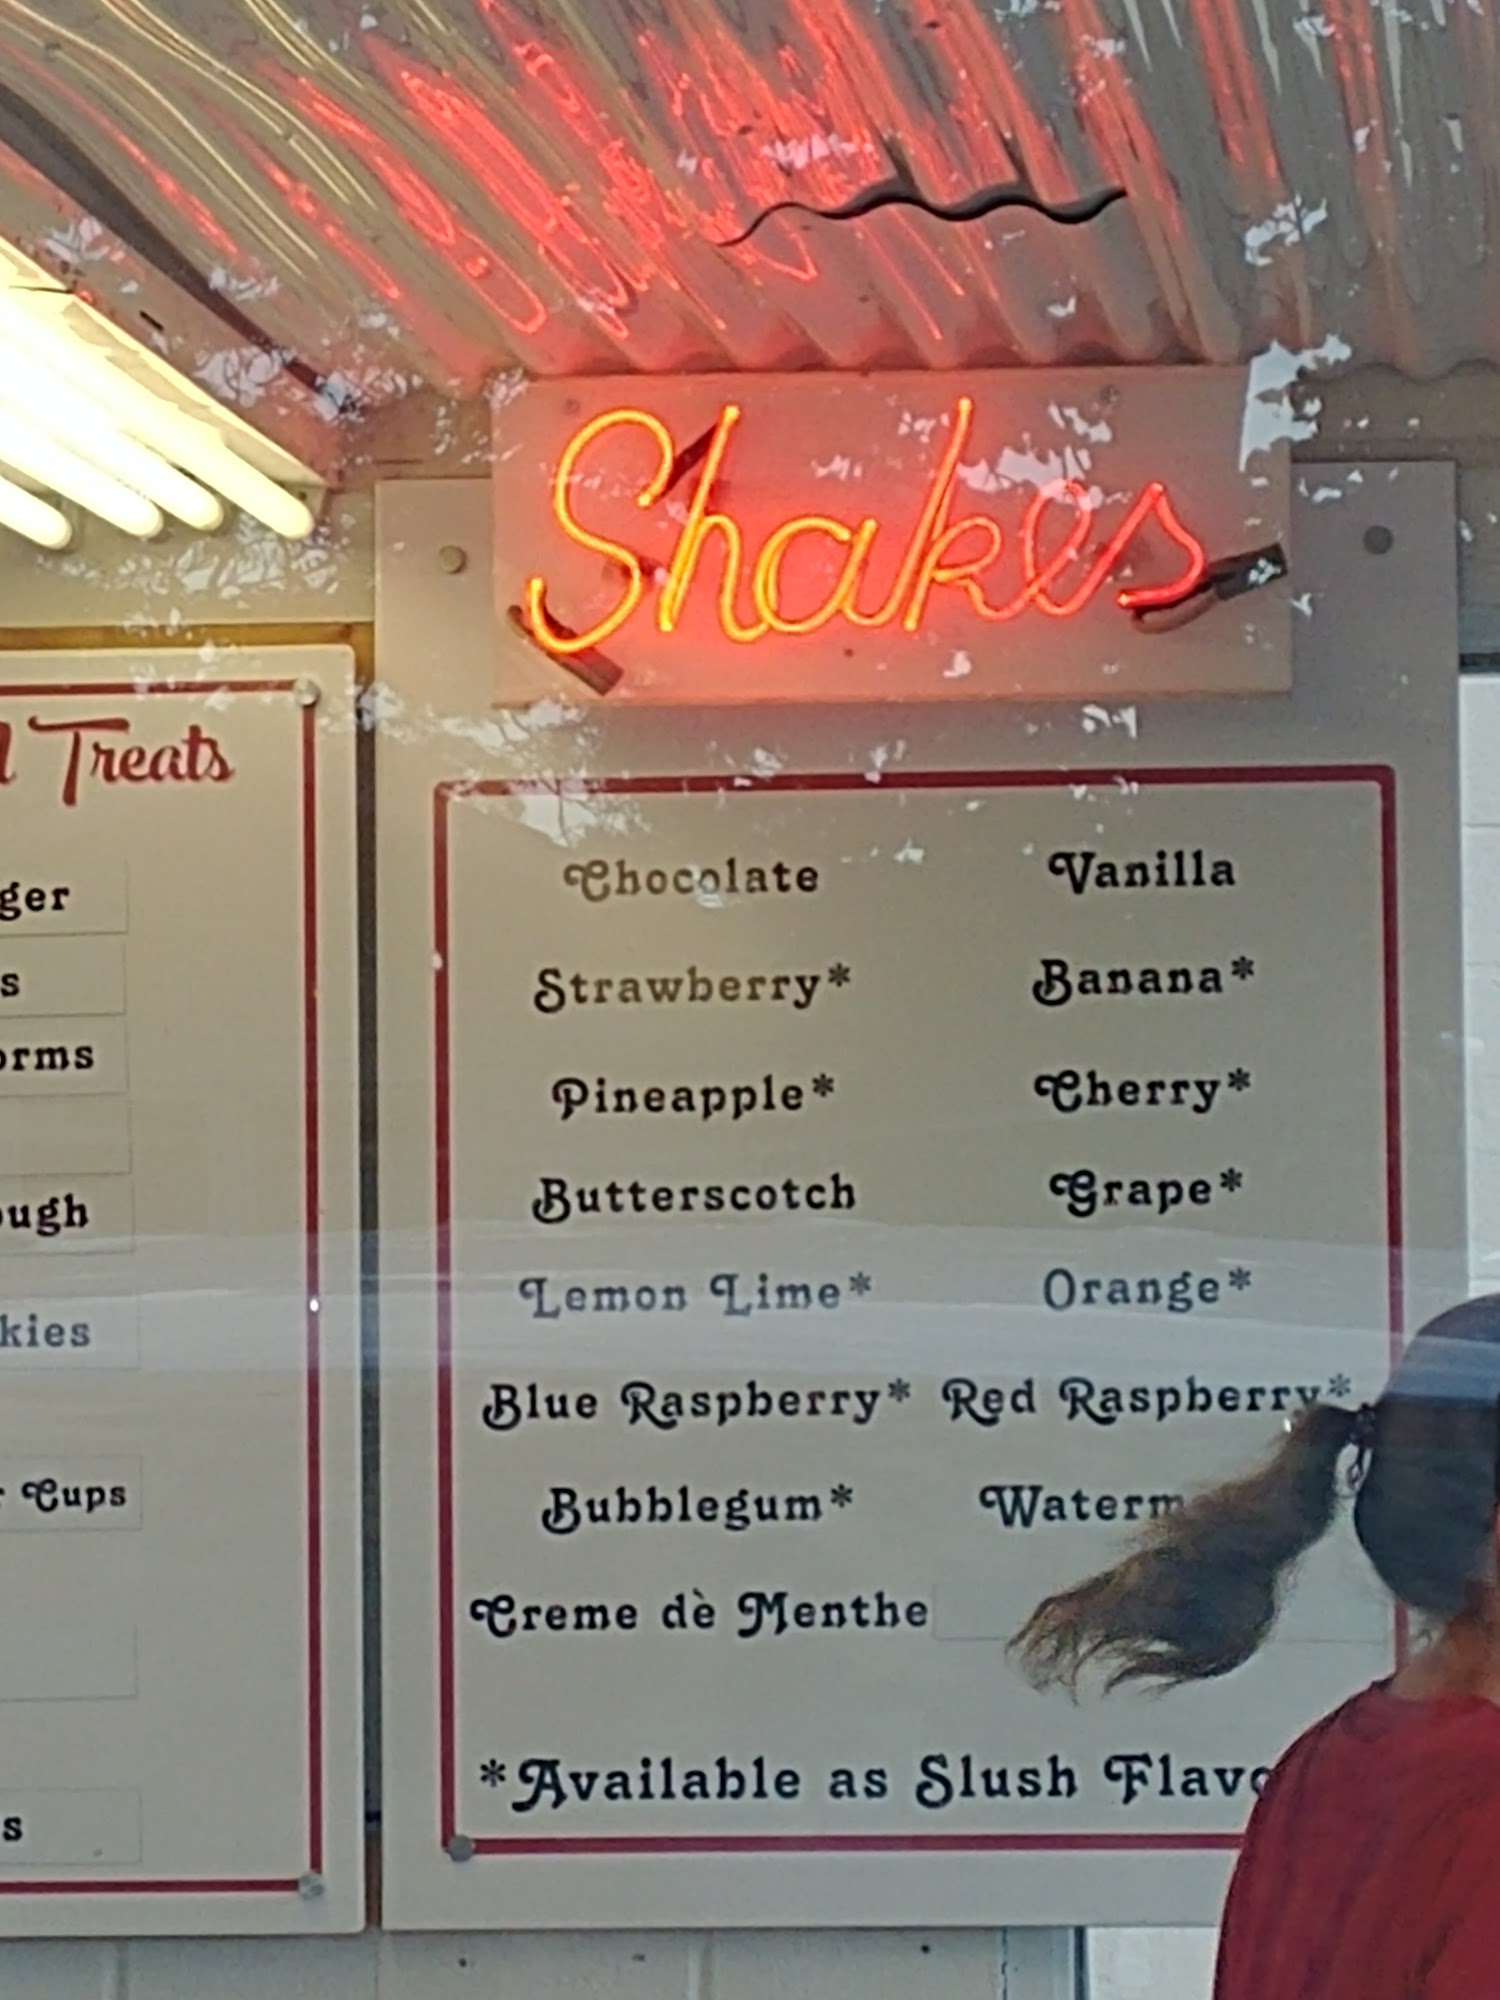 Shakes
Treats
Cups
Chocolate Vanilla
Strawberry* Banana*
Pineapple* Cherry*
Butterscotch Grape*
Lemon Lime* Orange*
Blue Raspberry* Red Raspberry*
Bubblegum*
Creme dè Menthe
*Available as Slush